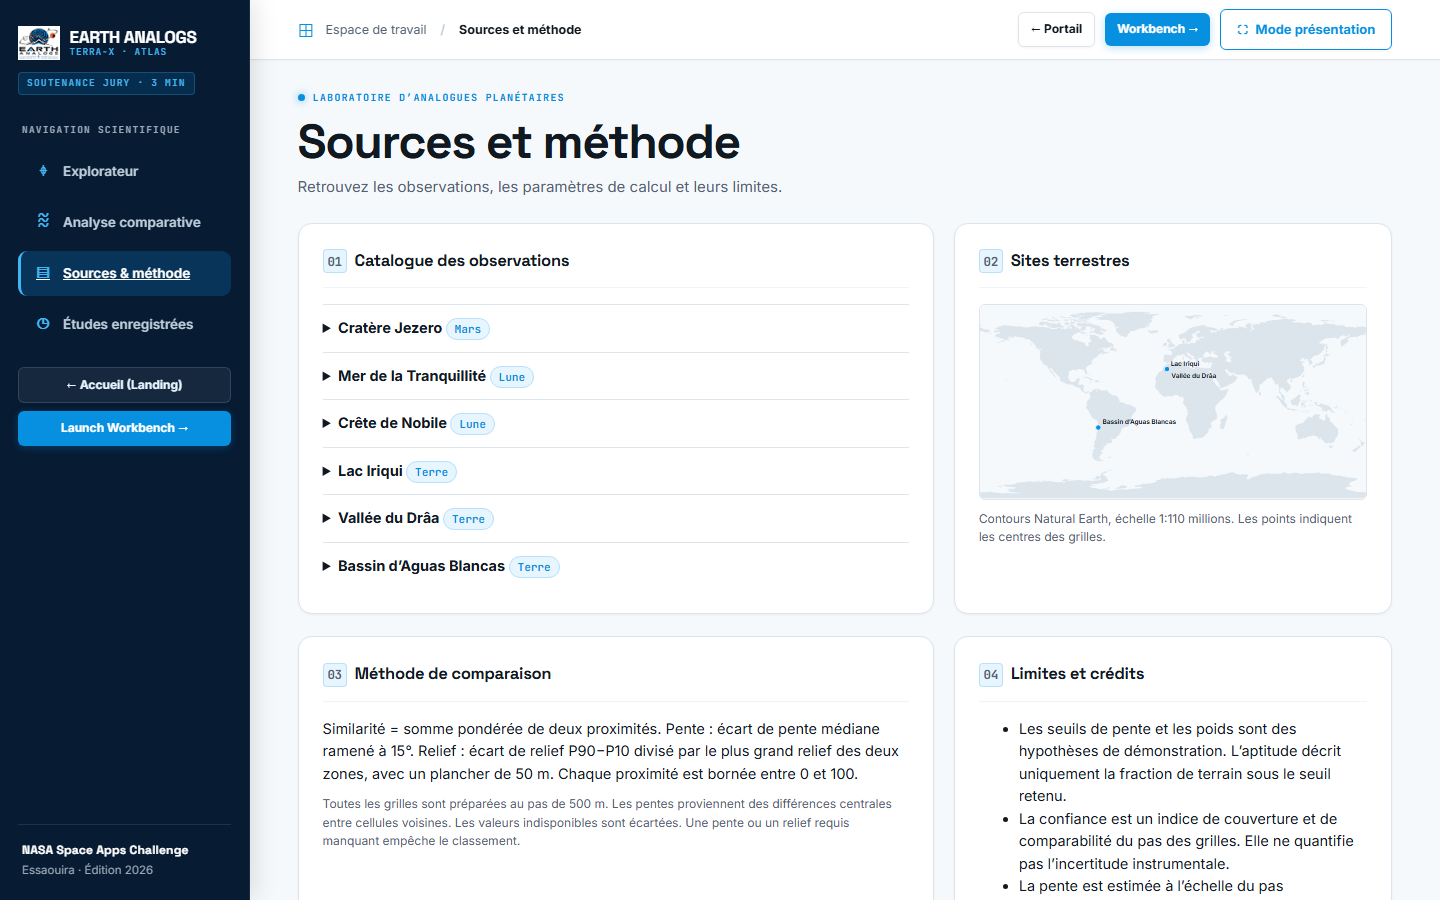 EARTH ANALOGS
TERRA-X · ATLAS
SOUTENANCE JURY · 3 MIN
NAVIGATION SCIENTIFIQUE
Explorateur
Analyse comparative
Sources & méthode
Études enregistrées
← Accueil (Landing)
Launch Workbench →
NASA Space Apps Challenge
Essaouira · Édition 2026
Espace de travail / Sources et méthode
← Portail
Workbench →
Mode présentation
LABORATOIRE D’ANALOGUES PLANÉTAIRES
Sources et méthode
Retrouvez les observations, les paramètres de calcul et leurs limites.
01 Catalogue des observations
Cratère Jezero Mars
Mer de la Tranquillité Lune
Crête de Nobile Lune
Lac Iriqui Terre
Vallée du Drâa Terre
Bassin d’Aguas Blancas Terre
02 Sites terrestres
Lac Iriqui
Vallée du Drâa
Bassin d’Aguas Blancas
Contours Natural Earth, échelle 1:110 millions. Les points indiquent
les centres des grilles.
03 Méthode de comparaison
Similarité = somme pondérée de deux proximités. Pente : écart de pente médiane
ramené à 15°. Relief : écart de relief P90–P10 divisé par le plus grand relief des deux
zones, avec un plancher de 50 m. Chaque proximité est bornée entre 0 et 100.
Toutes les grilles sont préparées au pas de 500 m. Les pentes proviennent des différences centrales
entre cellules voisines. Les valeurs indisponibles sont écartées. Une pente ou un relief requis
manquant empêche le classement.
04 Limites et crédits
• Les seuils de pente et les poids sont des
hypothèses de démonstration. L’aptitude décrit
uniquement la fraction de terrain sous le seuil
retenu.
• La confiance est un indice de couverture et de
comparabilité du pas des grilles. Elle ne quantifie
pas l’incertitude instrumentale.
• La pente est estimée à l’échelle du pas